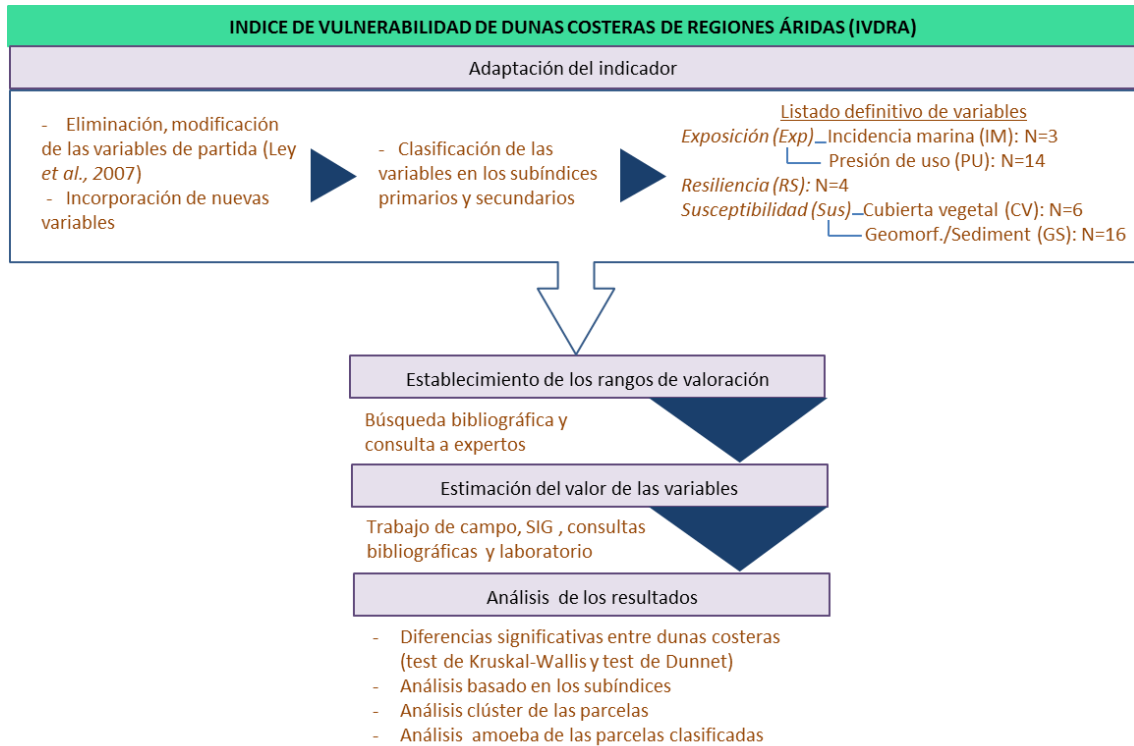 INDICE DE VULNERABILIDAD DE DUNAS COSTERAS DE REGIONES ÁRIDAS (IVDRA)
Adaptación del indicador
- Eliminación, modificación
de las variables de partida (Ley
et al., 2007)
- Incorporación de nuevas
variables
- Clasificación de las
variables en los subíndices
primarios y secundarios
Listado definitivo de variables
Exposición (Exp) Incidencia marina (IM): N=3
Presión de uso (PU): N=14
Resiliencia (RS): N=4
Susceptibilidad (Sus) Cubierta vegetal (CV): N=6
Geomorf./Sediment (GS): N=16
Establecimiento de los rangos de valoración
Búsqueda bibliográfica y
consulta a expertos
Estimación del valor de las variables
Trabajo de campo, SIG , consultas
bibliográficas y laboratorio
Análisis de los resultados
- Diferencias significativas entre dunas costeras
(test de Kruskal-Wallis y test de Dunnet)
- Análisis basado en los subíndices
- Análisis clúster de las parcelas
- Análisis amoeba de las parcelas clasificadas